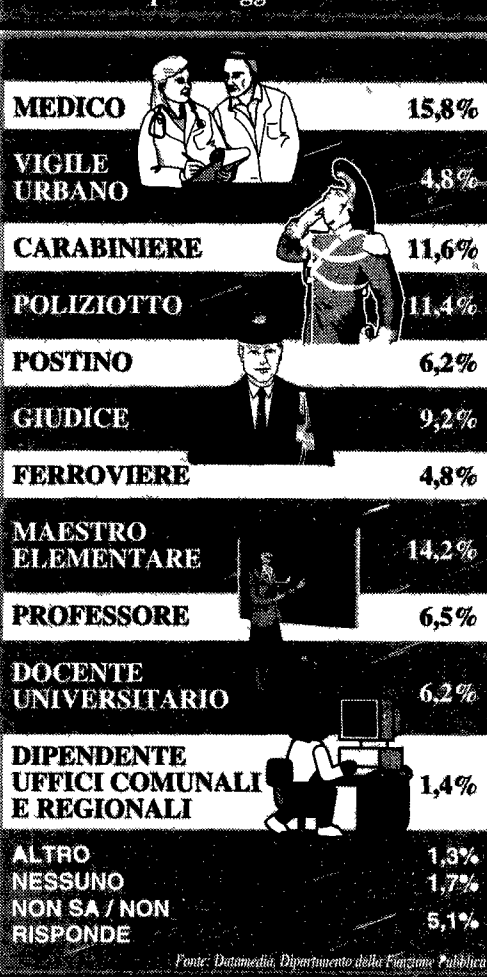 MEDICO 15,8%
VIGILE
URBANO 4,8%
CARABINIERE 11,6%
POLIZIOTTO 11,4%
POSTINO 6,2%
GIUDICE 9,2%
FERROVIERE 4,8%
MAESTRO
ELEMENTARE 14,2%
PROFESSORE 6,5%
DOCENTE
UNIVERSITARIO 6,2%
DIPENDENTE
UFFICI COMUNALI 1,4%
E REGIONALI
ALTRO 1,3%
NESSUNO 1,7%
NON SA / NON
RISPONDE 5,1%
Fonte: Datamedia, Dipartimento della Funzione Pubblica